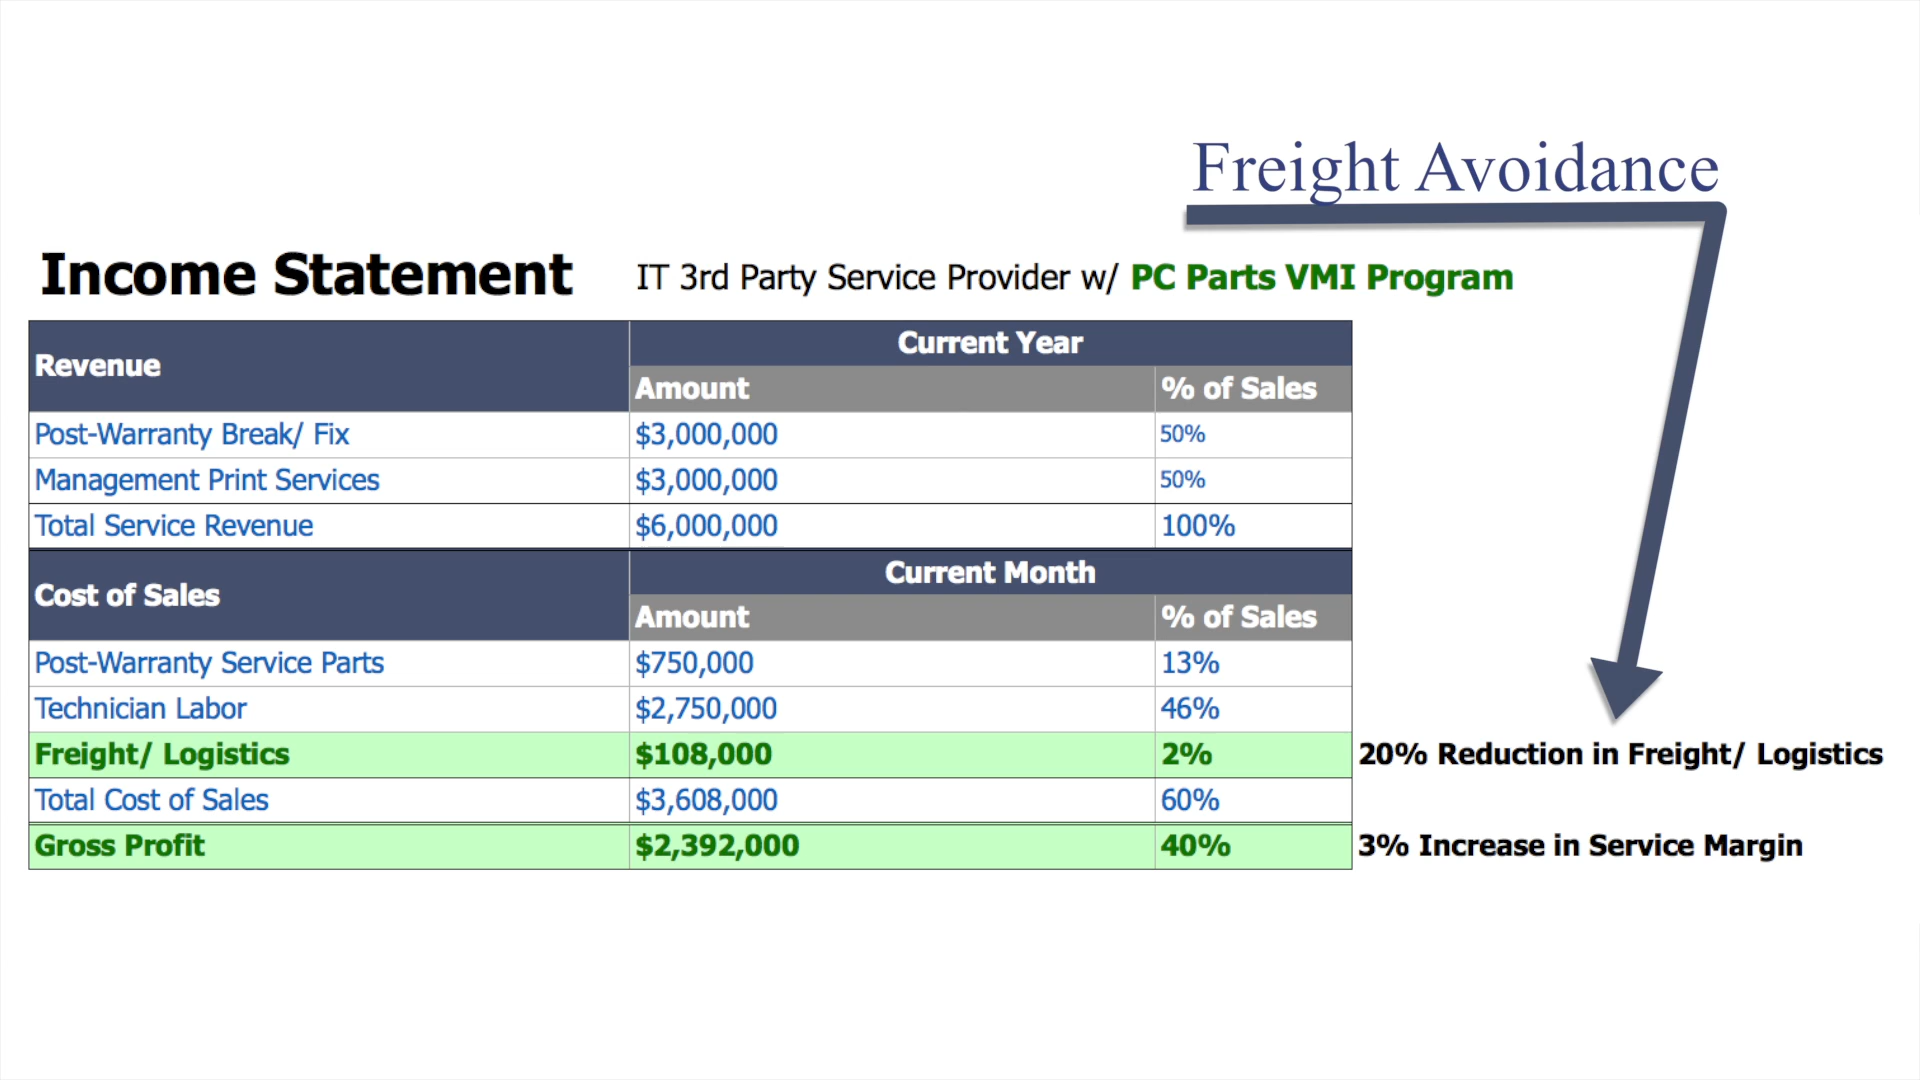 Freight Avoidance
Income Statement IT 3rd Party Service Provider w/ PC Parts VMI Program
Revenue Current Year
Amount % of Sales
Post-Warranty Break/ Fix $3,000,000 50%
Management Print Services $3,000,000 50%
Total Service Revenue $6,000,000 100%
Cost of Sales Current Month
Amount % of Sales
Post-Warranty Service Parts $750,000 13%
Technician Labor $2,750,000 46%
Freight/ Logistics $108,000 2% 20% Reduction in Freight/ Logistics
Total Cost of Sales $3,608,000 60%
Gross Profit $2,392,000 40% 3% Increase in Service Margin